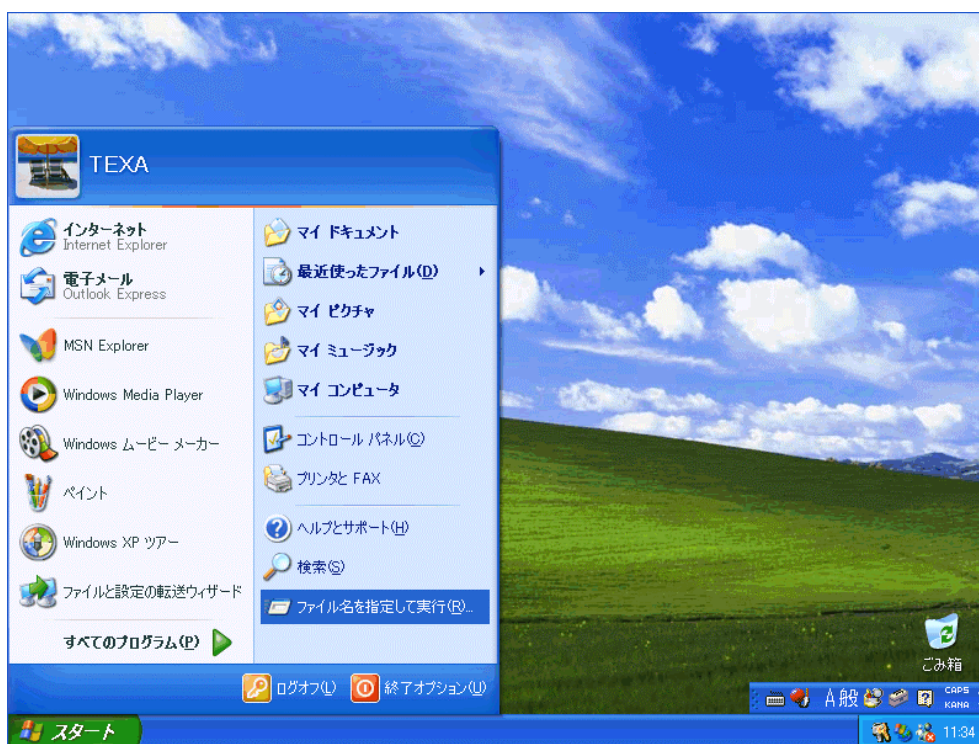 TEXA
インターネット
Internet Explorer
電子メール
Outlook Express
MSN Explorer
Windows Media Player
Windows ムービー メーカー
ペイント
Windows XP ツアー
ファイルと設定の転送ウィザード
すべてのプログラム(P)
マイ ドキュメント
最近使ったファイル(D)
マイ ピクチャ
マイ ミュージック
マイ コンピュータ
コントロール パネル(C)
プリンタと FAX
ヘルプとサポート(H)
検索(S)
ファイル名を指定して実行(R)...
ログオフ(L)
終了オプション(U)
ごみ箱
A般
CAPS
KANA
スタート
11:34